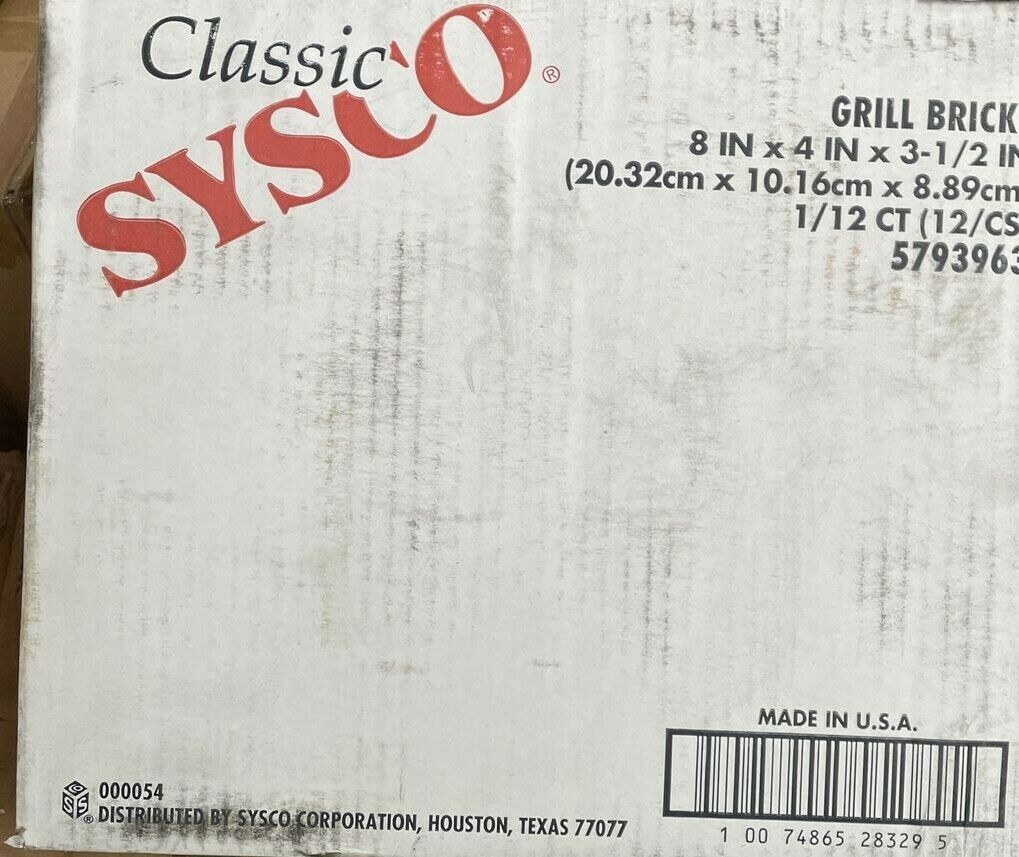 Classic
SYSCO®
GRILL BRICK
8 IN x 4 IN x 3-1/2 IN
(20.32cm x 10.16cm x 8.89cm
1/12 CT (12/CS
5793963
MADE IN U.S.A.
1 00 74865 28329 5
000054
® DISTRIBUTED BY SYSCO CORPORATION, HOUSTON, TEXAS 77077